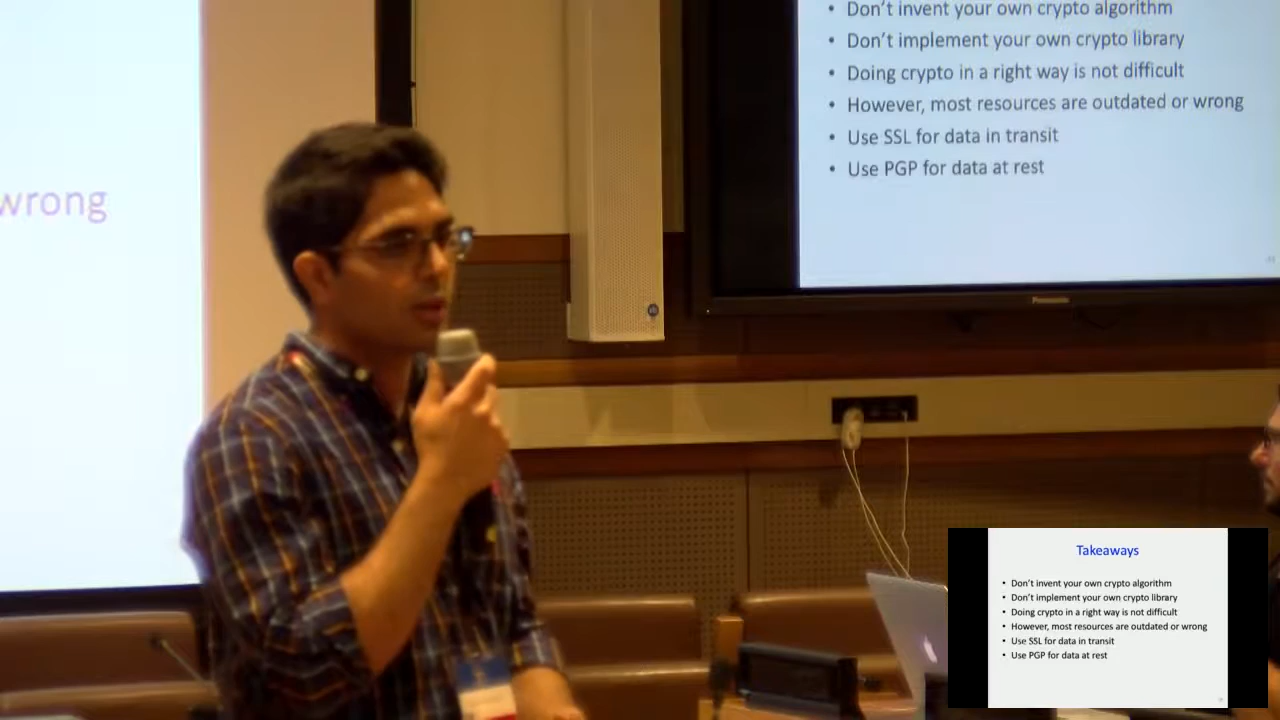 • Don't invent your own crypto algorithm
• Don't implement your own crypto library
• Doing crypto in a right way is not difficult
• However, most resources are outdated or wrong
• Use SSL for data in transit
• Use PGP for data at rest
wrong
Panasonic
Takeaways
• Don't invent your own crypto algorithm
• Don't implement your own crypto library
• Doing crypto in a right way is not difficult
• However, most resources are outdated or wrong
• Use SSL for data in transit
• Use PGP for data at rest